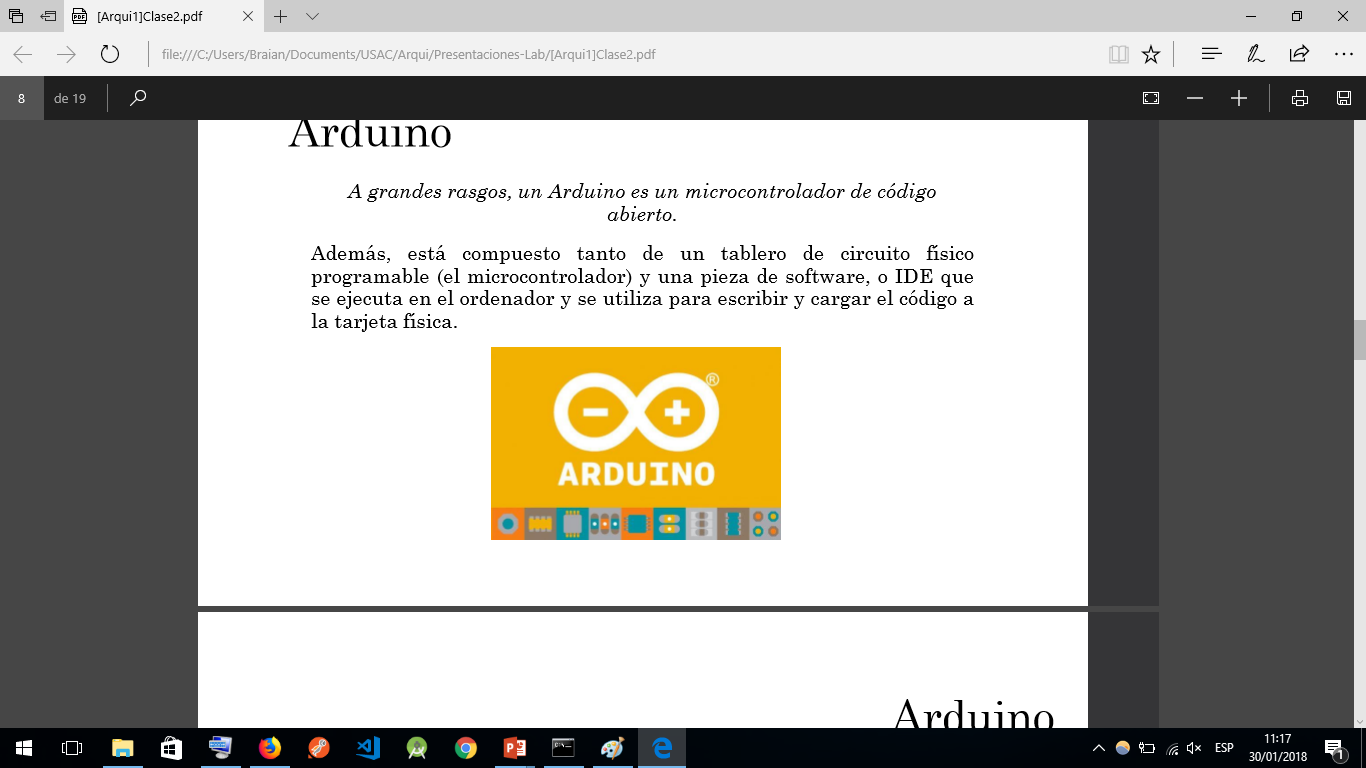 [Arqui1]Clase2.pdf
file:///C:/Users/Braian/Documents/USAC/Arqui/Presentaciones-Lab/[Arqui1]Clase2.pdf
8 de 19
Arduino
A grandes rasgos, un Arduino es un microcontrolador de código
abierto.
Además, está compuesto tanto de un tablero de circuito físico
programable (el microcontrolador) y una pieza de software, o IDE que
se ejecuta en el ordenador y se utiliza para escribir y cargar el código a
la tarjeta física.
®
ARDUINO
Arduino
ESP
11:17
30/01/2018
1